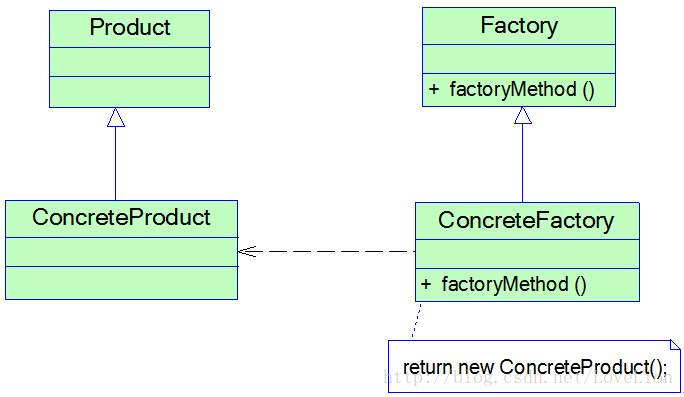 Product
Factory
+ factoryMethod ()
ConcreteProduct
ConcreteFactory
+ factoryMethod ()
return new ConcreteProduct();
http://blog.csdn.net/LoveLion